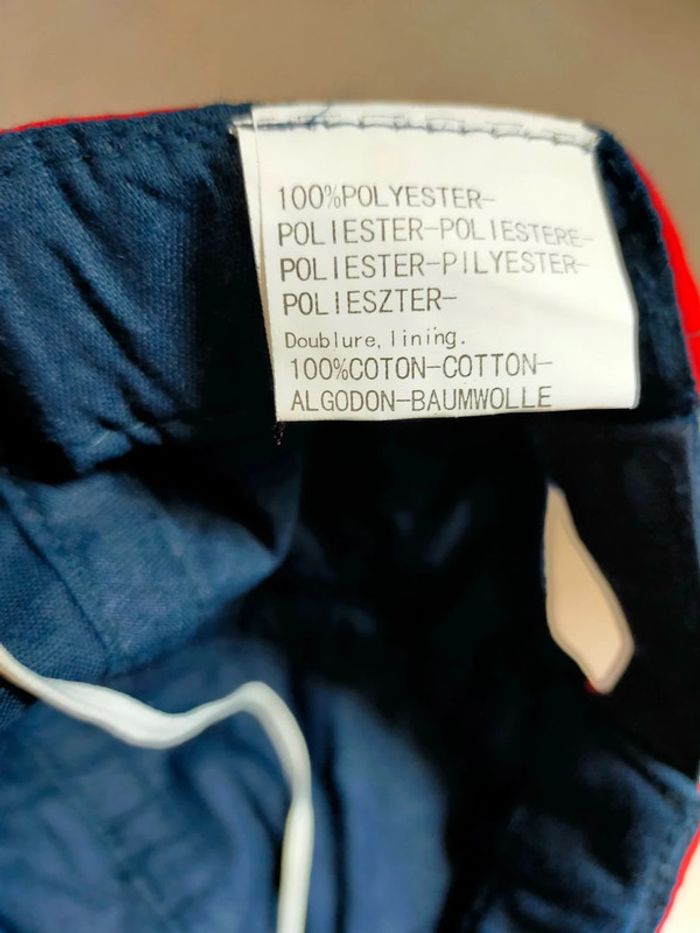 100%POLYESTER-
POLIESTER-POLIESTERE-
POLIESTER-PILYESTER-
POLIESZTER-
Doublure, lining.
100%COTON-COTTON-
ALGODON-BAUMWOLLE